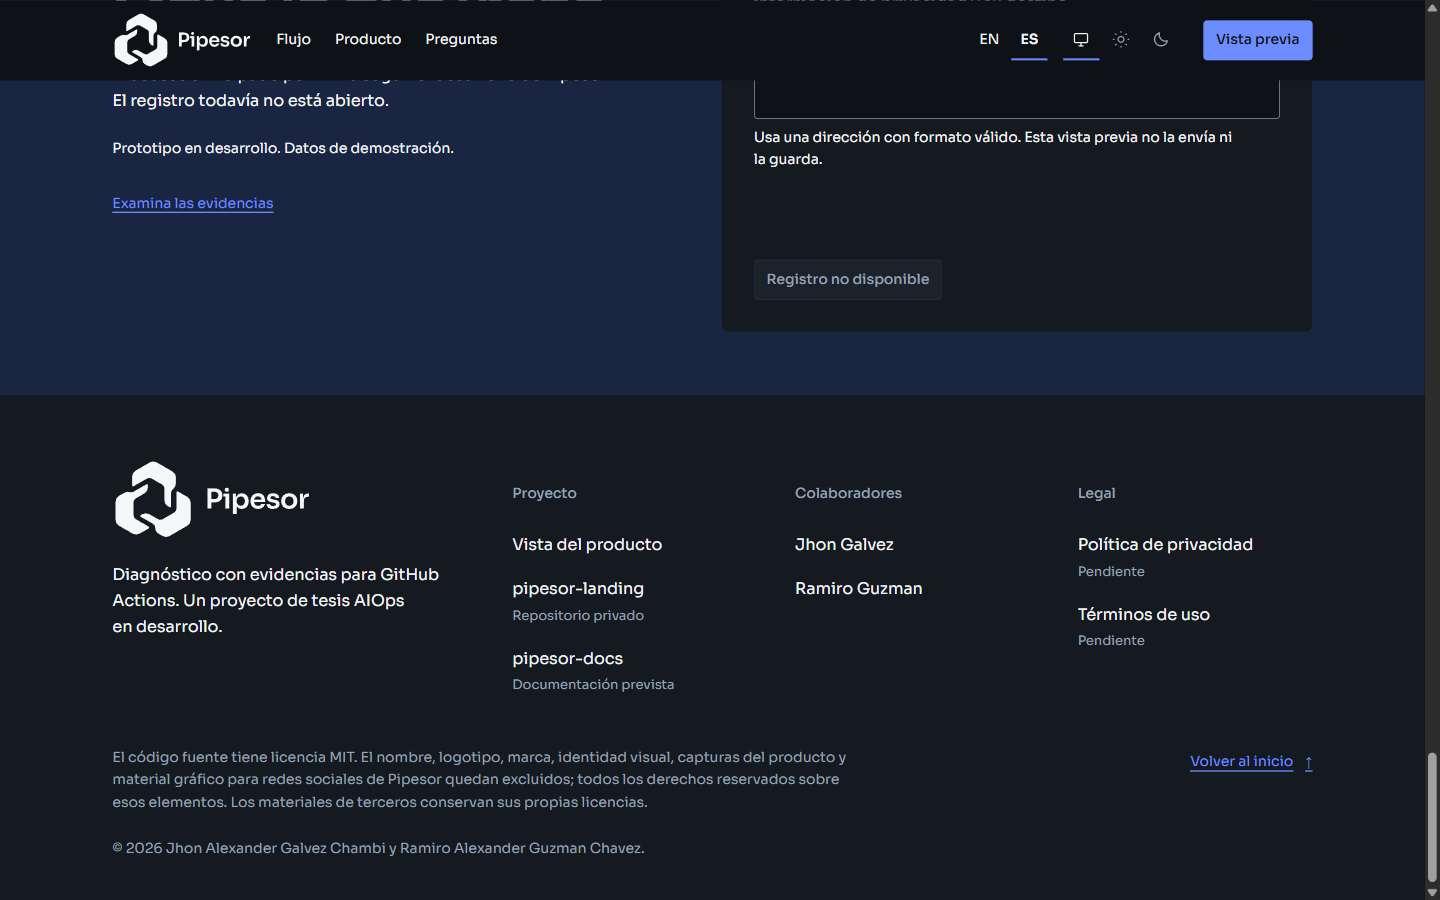 Pipesor
Flujo
Producto
Preguntas
EN
ES
Vista previa
El registro todavía no está abierto.
Prototipo en desarrollo. Datos de demostración.
Examina las evidencias
Usa una dirección con formato válido. Esta vista previa no la envía ni
la guarda.
Registro no disponible
Pipesor
Diagnóstico con evidencias para GitHub
Actions. Un proyecto de tesis AIOps
en desarrollo.
Proyecto
Vista del producto
pipesor-landing
Repositorio privado
pipesor-docs
Documentación prevista
Colaboradores
Jhon Galvez
Ramiro Guzman
Legal
Política de privacidad
Pendiente
Términos de uso
Pendiente
El código fuente tiene licencia MIT. El nombre, logotipo, marca, identidad visual, capturas del producto y
material gráfico para redes sociales de Pipesor quedan excluidos; todos los derechos reservados sobre
esos elementos. Los materiales de terceros conservan sus propias licencias.
Volver al inicio ↑
© 2026 Jhon Alexander Galvez Chambi y Ramiro Alexander Guzman Chavez.